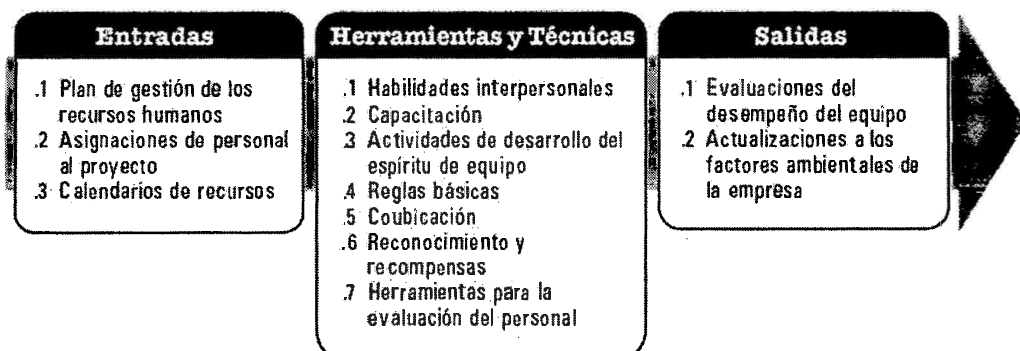 Entradas
.1 Plan de gestión de los
recursos humanos
.2 Asignaciones de personal
al proyecto
.3 Calendarios de recursos
Herramientas y Técnicas
.1 Habilidades interpersonales
.2 Capacitación
.3 Actividades de desarrollo del
espíritu de equipo
.4 Reglas básicas
.5 Coubicación
.6 Reconocimiento y
recompensas
.7 Herramientas para la
evaluación del personal
Salidas
.1 Evaluaciones del
desempeño del equipo
.2 Actualizaciones a los
factores ambientales de
la empresa